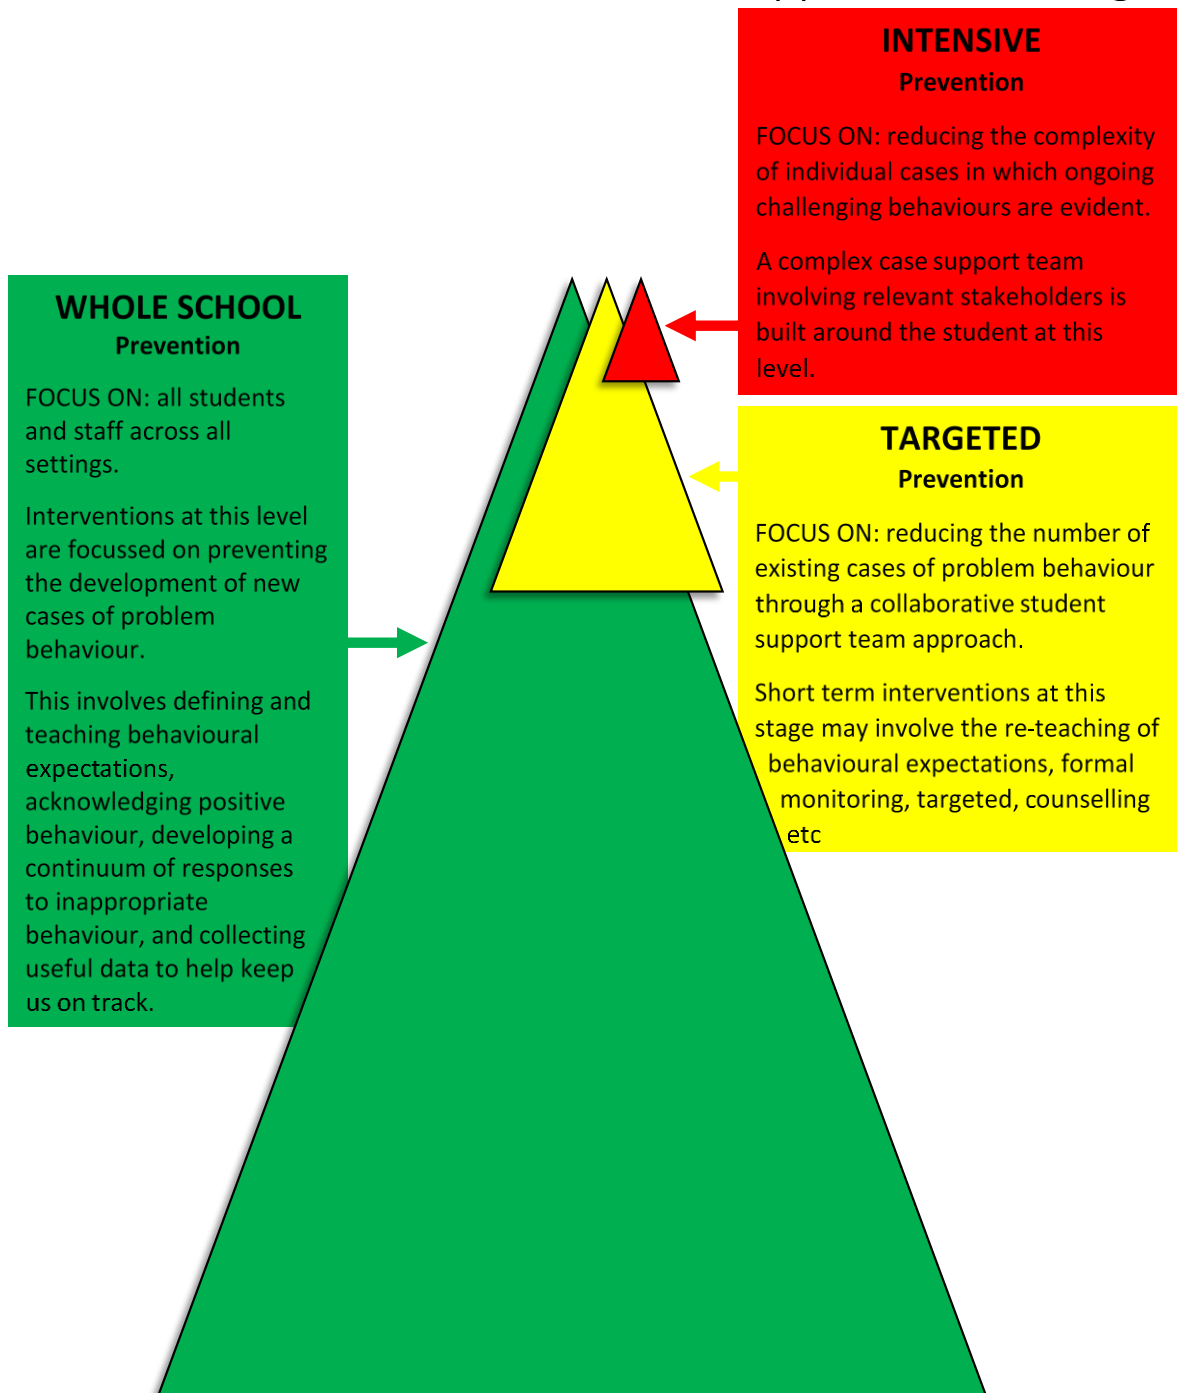 INTENSIVE
Prevention
FOCUS ON: reducing the complexity
of individual cases in which ongoing
challenging behaviours are evident.
A complex case support team
involving relevant stakeholders is
built around the student at this
level.
WHOLE SCHOOL
Prevention
FOCUS ON: all students
and staff across all
settings.
Interventions at this level
are focussed on preventing
the development of new
cases of problem
behaviour.
This involves defining and
teaching behavioural
expectations,
acknowledging positive
behaviour, developing a
continuum of responses
to inappropriate
behaviour, and collecting
useful data to help keep
us on track.
TARGETED
Prevention
FOCUS ON: reducing the number of
existing cases of problem behaviour
through a collaborative student
support team approach.
Short term interventions at this
stage may involve the re-teaching of
behavioural expectations, formal
monitoring, targeted, counselling
etc